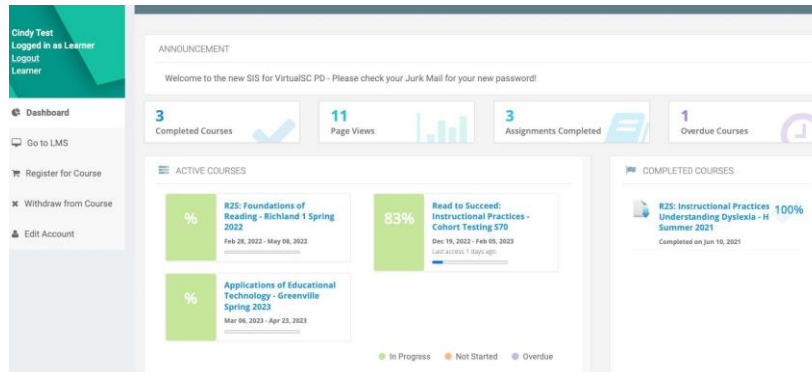 Cindy Test
Logged in as Learner
Logout
Learner
Dashboard
Go to LMS
Register for Course
Withdraw from Course
Edit Account
ANNOUNCEMENT
Welcome to the new SIS for VirtualSC PD - Please check your Jurk Mail for your new password!
3
Completed Courses
11
Page Views
3
Assignments Completed
1
Overdue Courses
ACTIVE COURSES
%
R2S: Foundations of
Reading - Richland 1 Spring
2022
Feb 28, 2022 - May 08, 2022
83%
Read to Succeed:
Instructional Practices -
Cohort Testing S70
Dec 19, 2022 - Feb 05, 2023
Last access 1 days ago
%
Applications of Educational
Technology - Greenville
Spring 2023
Mar 06, 2023 - Apr 23, 2023
In Progress
Not Started
Overdue
COMPLETED COURSES
R2S: Instructional Practices
Understanding Dyslexia - H
Summer 2021
Completed on Jun 10, 2021
100%